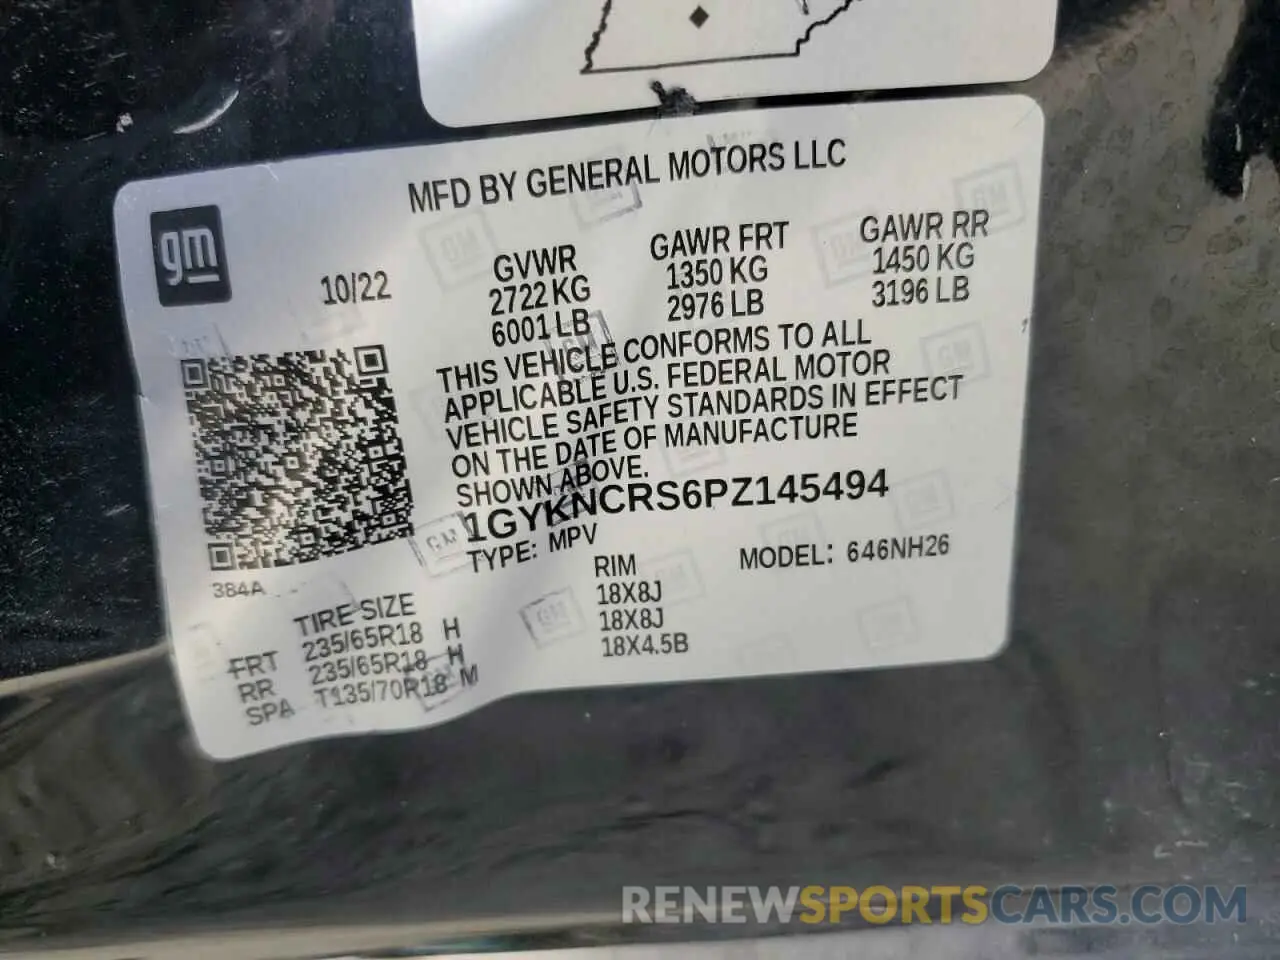 MFD BY GENERAL MOTORS LLC
gm
10/22
GVWR GAWR FRT GAWR RR
2722 KG 1350 KG 1450 KG
6001 LB 2976 LB 3196 LB
THIS VEHICLE CONFORMS TO ALL
APPLICABLE U.S. FEDERAL MOTOR
VEHICLE SAFETY STANDARDS IN EFFECT
ON THE DATE OF MANUFACTURE
SHOWN ABOVE.
1GYKNCRS6PZ145494
TYPE: MPV MODEL: 646NH26
384A
TIRE SIZE RIM
FRT 235/65R18 H 18X8J
RR 235/65R18 H 18X8J
SPA T135/70R18 M 18X4.5B
RENEWSPORTSCARS.COM